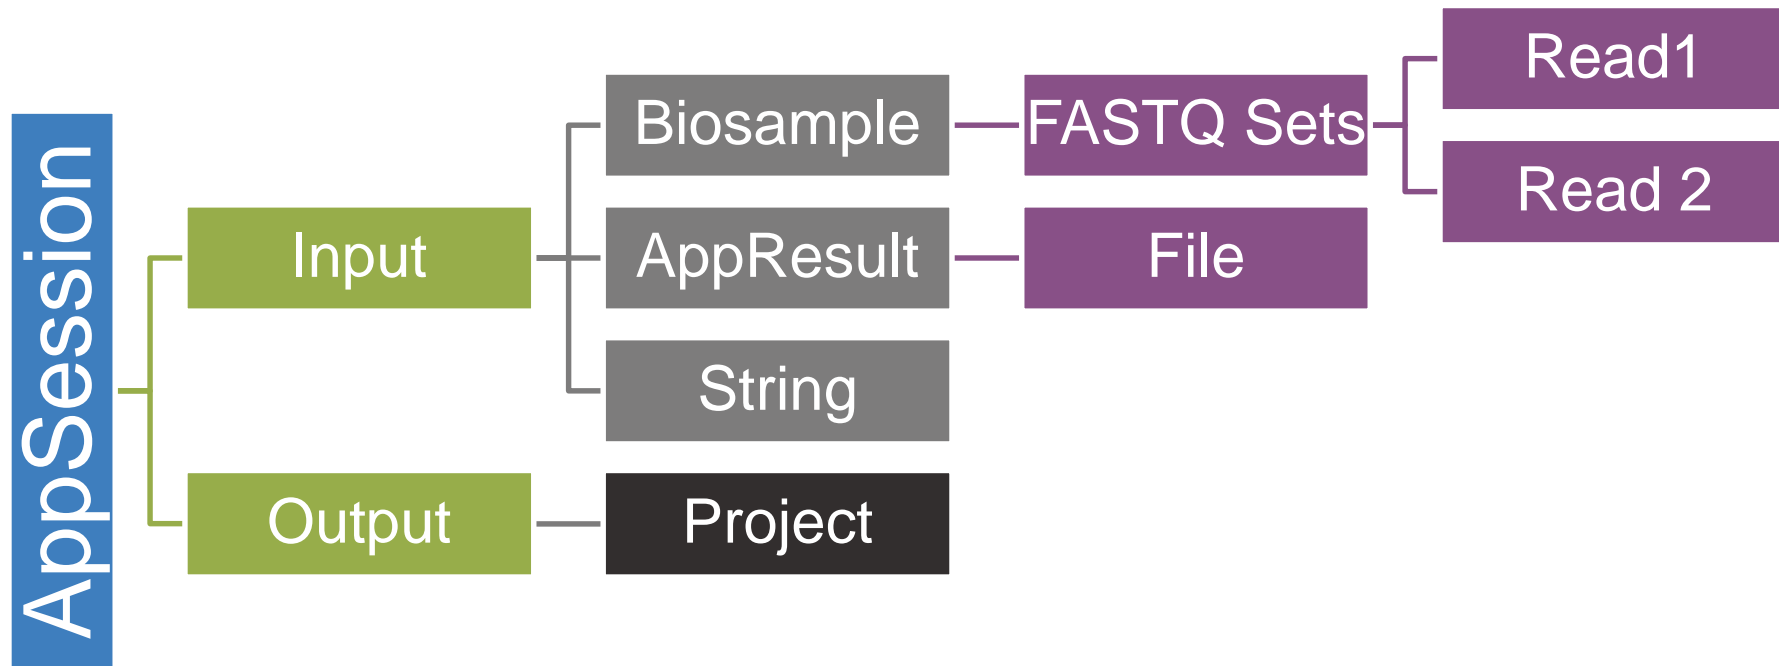 AppSession
Input
Output
Biosample
AppResult
String
Project
FASTQ Sets
File
Read1
Read 2